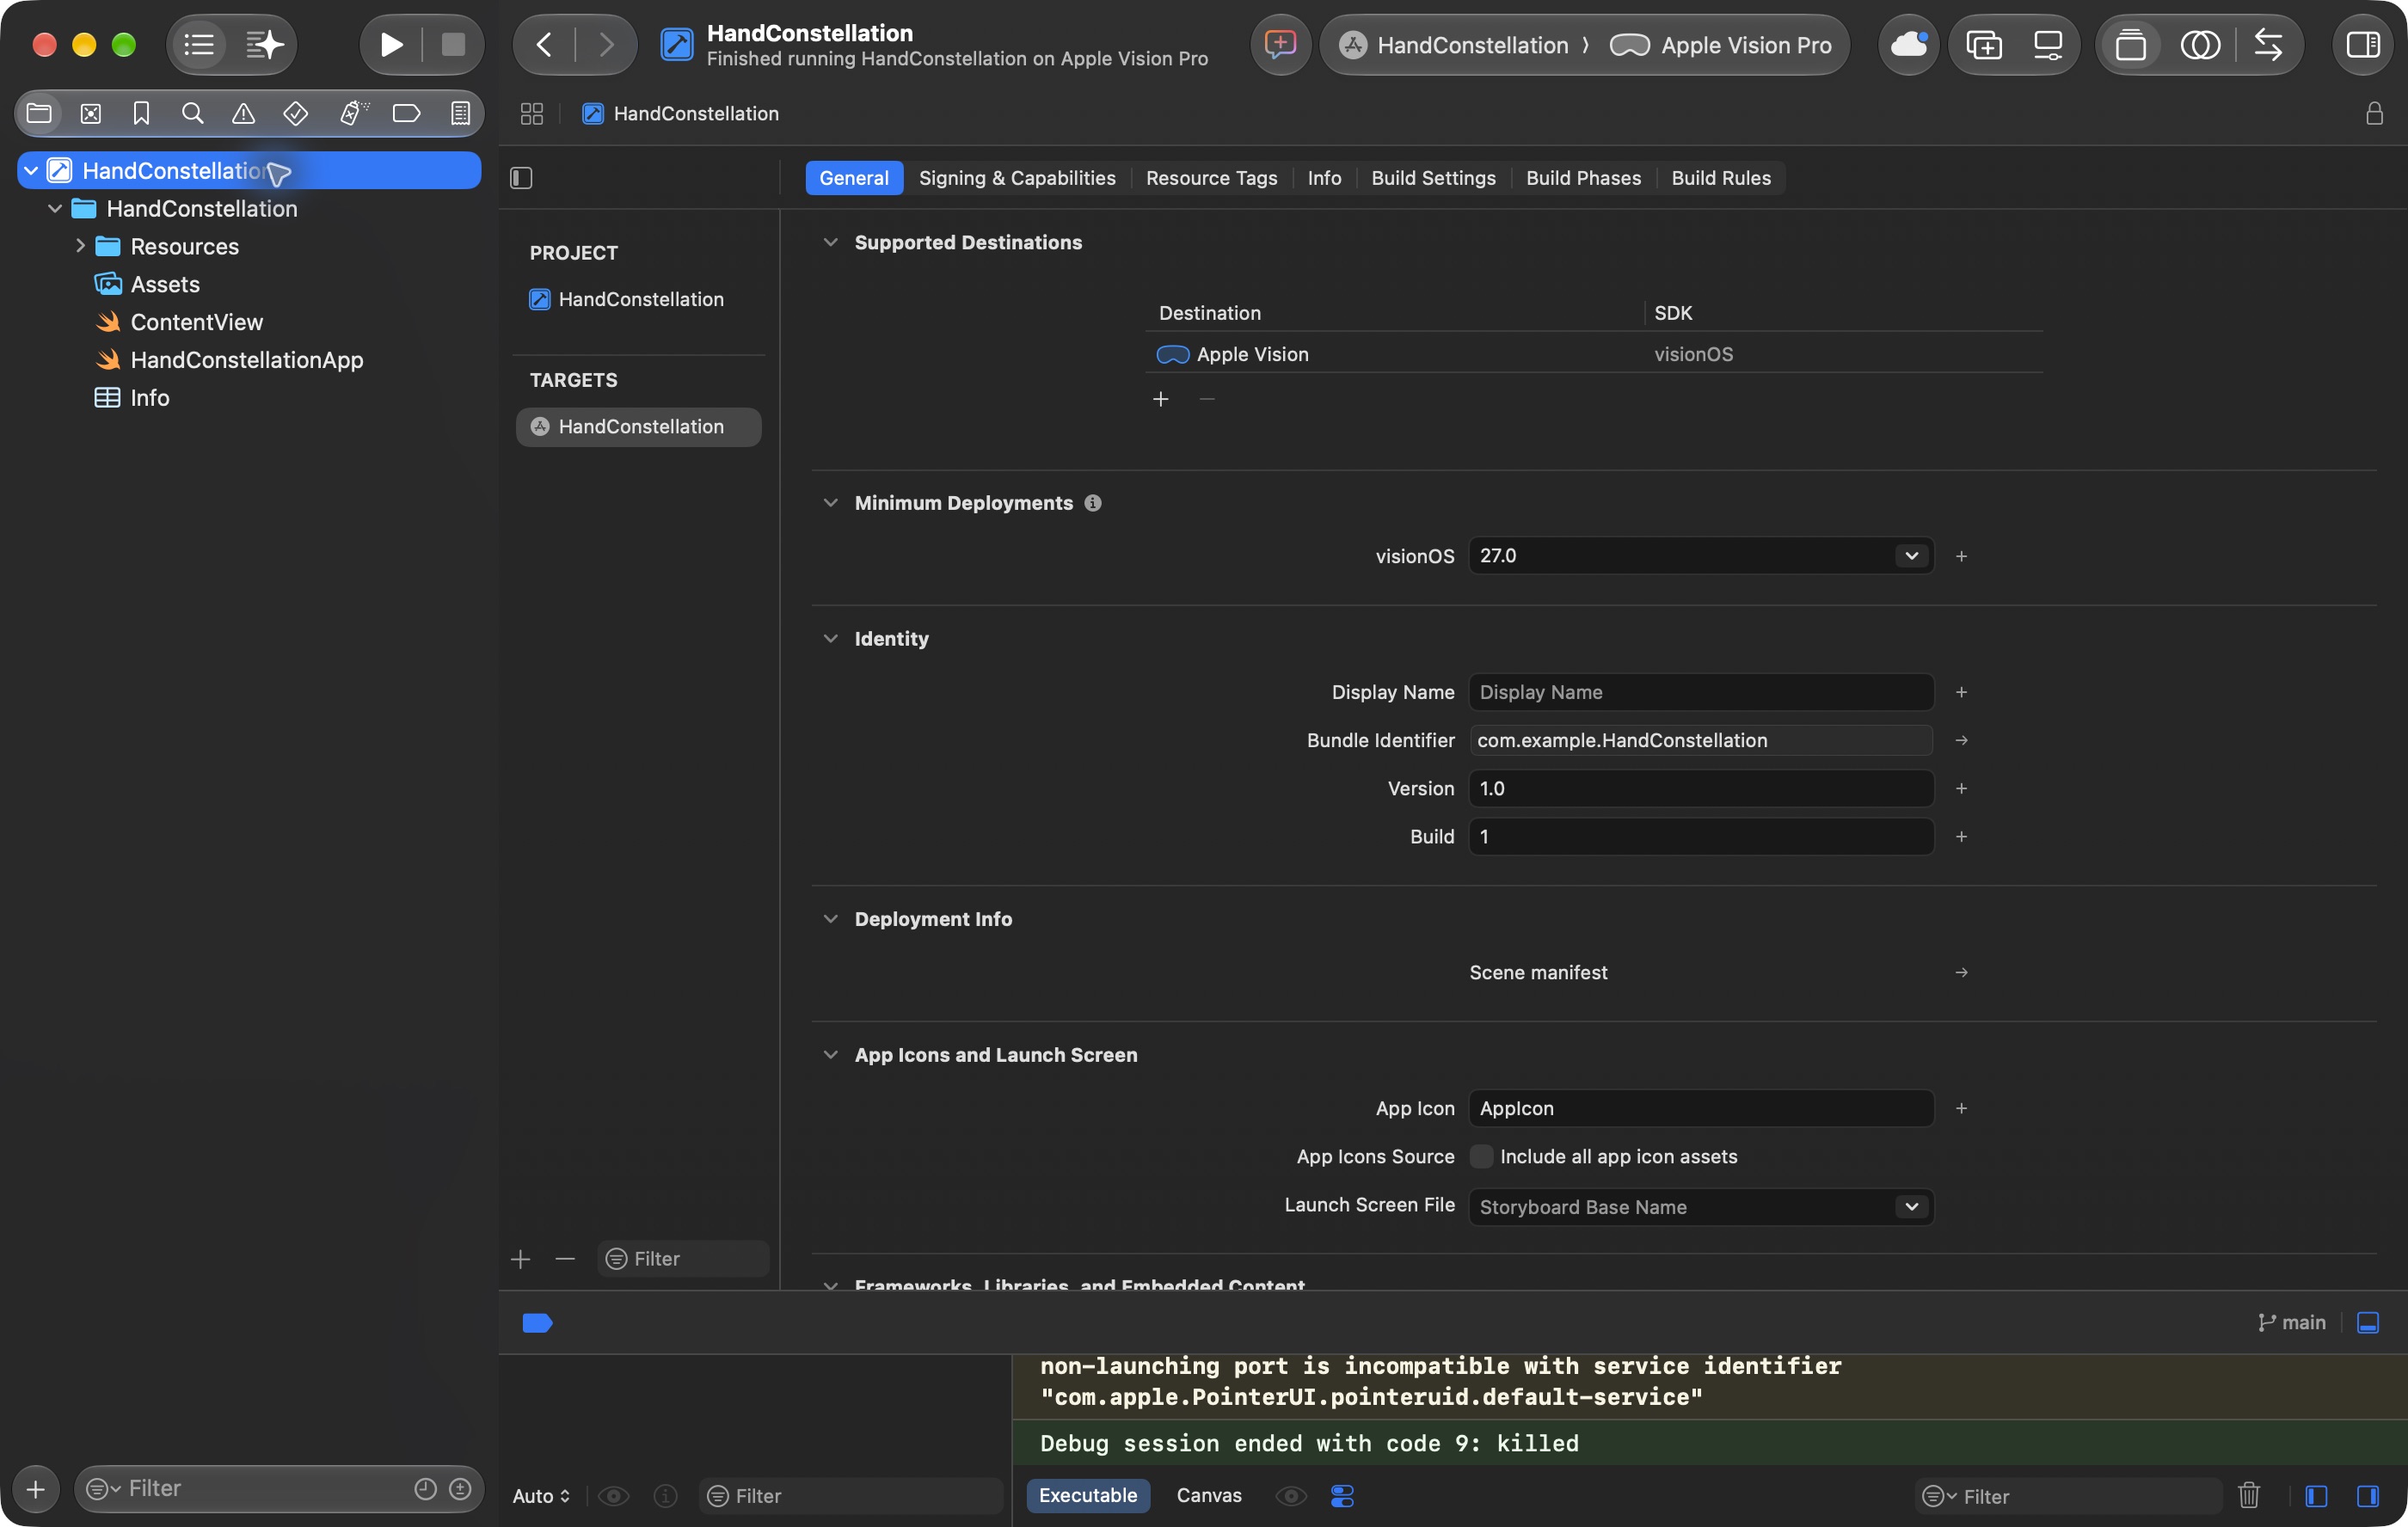 HandConstellation
Finished running HandConstellation on Apple Vision Pro
HandConstellation
Apple Vision Pro
HandConstellation
HandConstellation
HandConstellation
Resources
Assets
ContentView
HandConstellationApp
Info
Filter
General
Signing & Capabilities
Resource Tags
Info
Build Settings
Build Phases
Build Rules
PROJECT
HandConstellation
TARGETS
HandConstellation
Filter
Supported Destinations
Destination
SDK
Apple Vision
visionOS
Minimum Deployments
visionOS
27.0
Identity
Display Name
Display Name
Bundle Identifier
com.example.HandConstellation
Version
1.0
Build
1
Deployment Info
Scene manifest
App Icons and Launch Screen
App Icon
AppIcon
App Icons Source
Include all app icon assets
Launch Screen File
Storyboard Base Name
Frameworks, Libraries, and Embedded Content
main
non-launching port is incompatible with service identifier
"com.apple.PointerUI.pointeruid.default-service"
Debug session ended with code 9: killed
Auto
Filter
Executable
Canvas
Filter